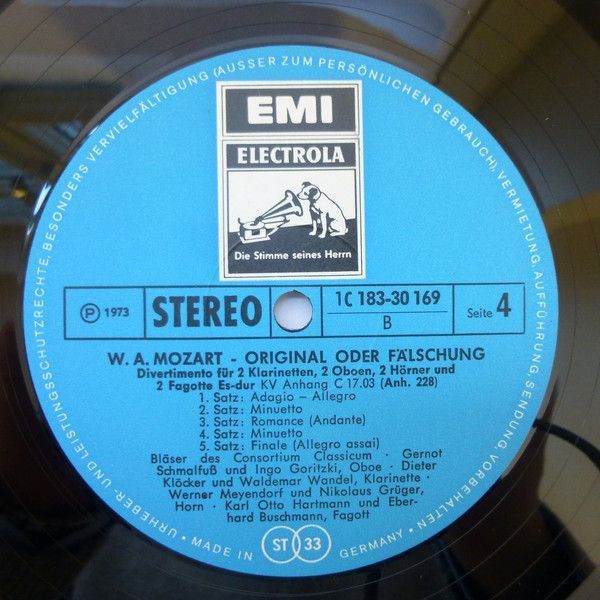 URHEBER- UND LEISTUNGSSCHUTZRECHTE, BESONDERS VERVIELFÄLTIGUNG (AUSSER ZUM PERSÖNLICHEN GEBRAUCH), VERMIETUNG, AUFFÜHRUNG, SENDUNG, VORBEHALTEN
EMI
ELECTROLA
Die Stimme seines Herrn
Ⓟ 1973
STEREO
1C 183-30 169
B
Seite 4
W. A. MOZART - ORIGINAL ODER FÄLSCHUNG
Divertimento für 2 Klarinetten, 2 Oboen, 2 Hörner und
2 Fagotte Es-dur KV Anhang C 17.03 (Anh. 228)
1. Satz: Adagio – Allegro
2. Satz: Minuetto
3. Satz: Romance (Andante)
4. Satz: Minuetto
5. Satz: Finale (Allegro assai)
Bläser des Consortium Classicum · Gernot
Schmalfuß und Ingo Goritzki, Oboe · Dieter
Klöcker und Waldemar Wandel, Klarinette ·
Werner Meyendorf und Nikolaus Grüger,
Horn · Karl Otto Hartmann und Eber-
hard Buschmann, Fagott
· MADE IN GERMANY ·
ST 33